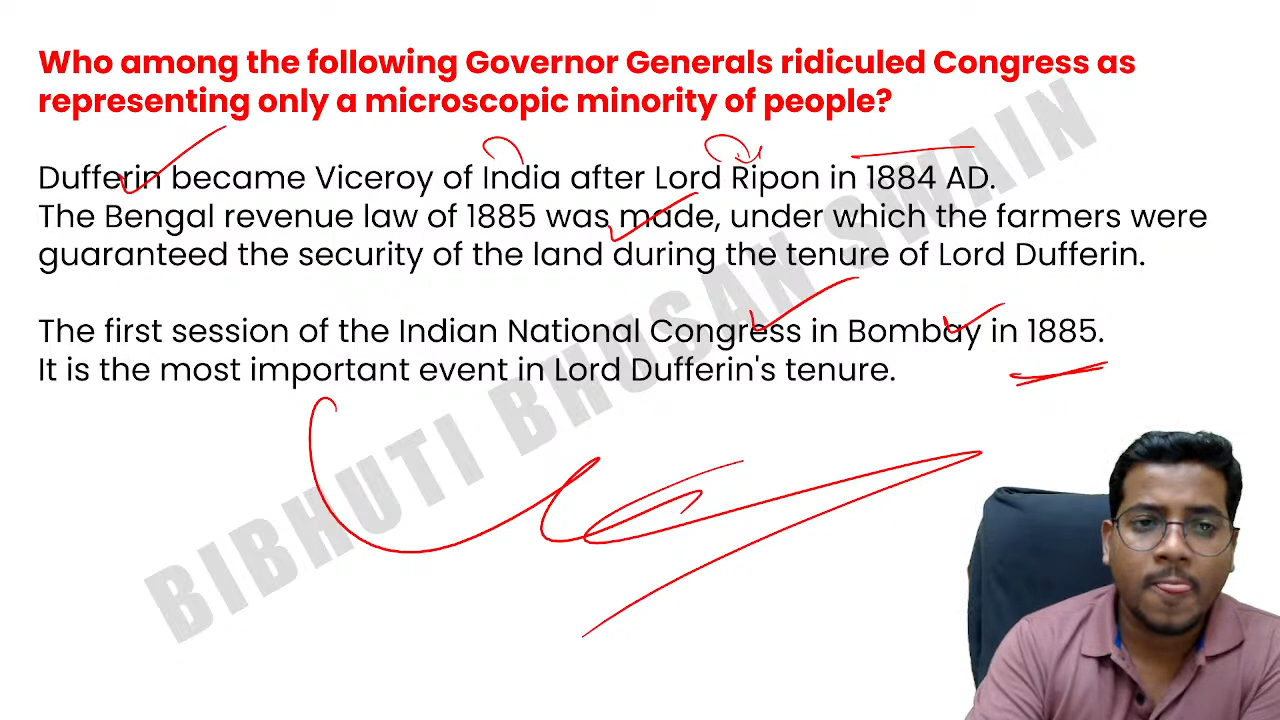 Who among the following Governor Generals ridiculed Congress as
representing only a microscopic minority of people?
Dufferin became Viceroy of India after Lord Ripon in 1884 AD.
The Bengal revenue law of 1885 was made, under which the farmers were
guaranteed the security of the land during the tenure of Lord Dufferin.
The first session of the Indian National Congress in Bombay in 1885.
It is the most important event in Lord Dufferin's tenure.
BIBHUTI BHUSAN SWAIN